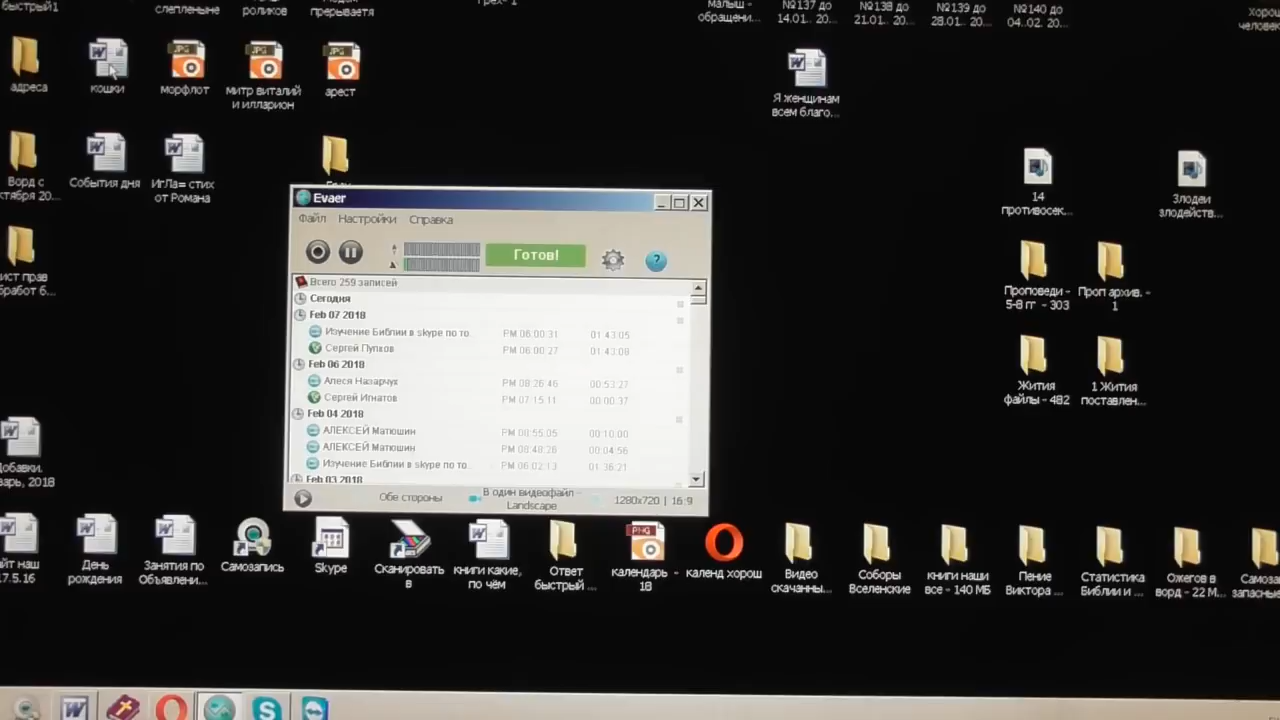 быстрый1
слепленыне
роликов
прерывается
грех- 1
малыш -
обращени...
№137 до
14.01. 20...
№138 до
21.01. 20...
№139 до
28.01. 20...
№140 до
04..02. 20...
Хорош
человек
адреса
кошки
морфлот
митр виталий
и илларион
арест
Я женщинам
всем благо...
Ворд с
ктября 20...
События дня
ИгЛа= стих
от Романа
14
противосек...
Злодеи
злодейств...
ист прав
работ б...
Проповеди -
5-8 гг - 303
Проп архив. -
1
Жития
файлы - 482
1 Жития
поставлен...
Evaer
Файл Настройки Справка
Готов!
?
Всего 259 записей
Сегодня
Feb 07 2018
Изучение Библии в skype по то... PM 06:00:31 01:43:05
Сергей Пупков PM 06:00:27 01:43:08
Feb 06 2018
Алеся Назарчук PM 08:26:46 00:53:27
Сергей Игнатов PM 07:15:11 00:00:37
Feb 04 2018
АЛЕКСЕЙ Матюшин PM 08:55:05 00:10:00
АЛЕКСЕЙ Матюшин PM 08:48:26 00:04:56
Изучение Библии в skype по то... PM 06:02:13 01:36:21
Feb 03 2018
Обе стороны
В один видеофайл -
Landscape
1280x720 | 16:9
Добавки.
варь, 2018
йт наш
17.5.16
День
рождения
Занятия по
Объявлени...
Самозапись
Skype
Сканировать
в
книги какие,
по чём
Ответ
быстрый ...
PNG
календарь -
18
календ хорош
Видео
скачанны...
Соборы
Вселенские
книги наши
все - 140 МБ
Пение
Виктора ...
Статистика
Библии и ...
Ожегов в
ворд - 22 М...
Самоза
запасные